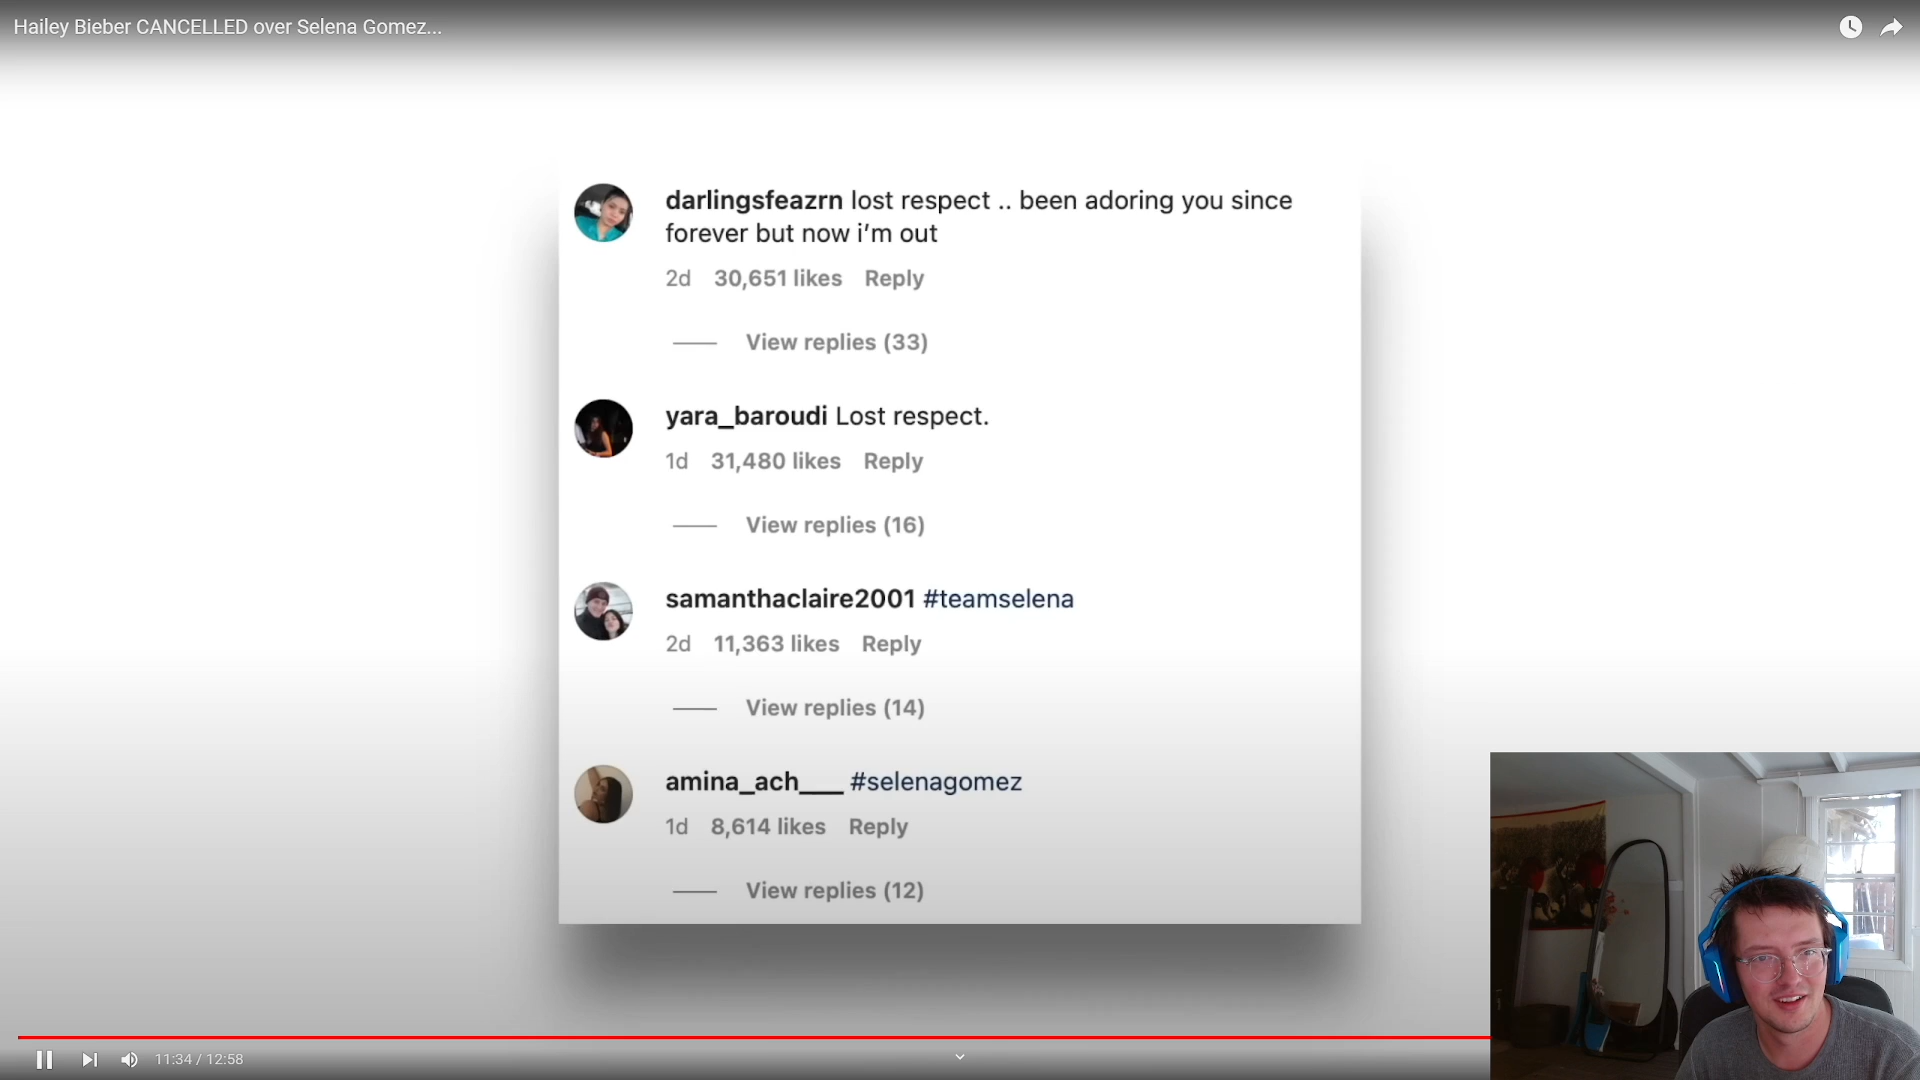 Hailey Bieber CANCELLED over Selena Gomez...
darlingsfeazrn lost respect .. been adoring you since
forever but now i’m out
2d 30,651 likes Reply
View replies (33)
yara_baroudi Lost respect.
1d 31,480 likes Reply
View replies (16)
samanthaclaire2001 #teamselena
2d 11,363 likes Reply
View replies (14)
amina_ach___ #selenagomez
1d 8,614 likes Reply
View replies (12)
11:34 / 12:58